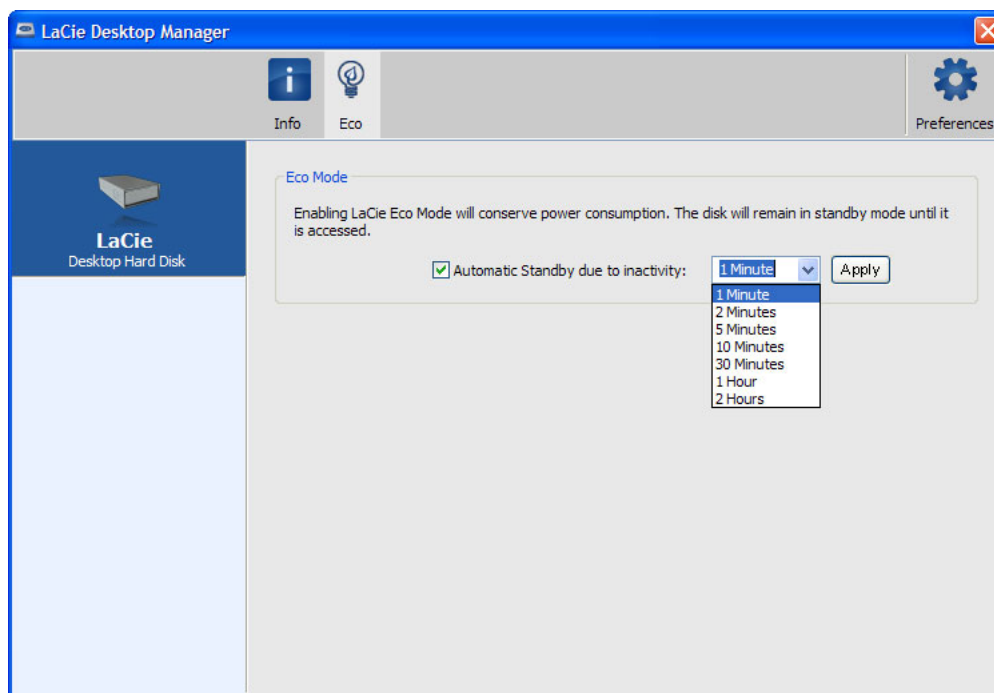 LaCie Desktop Manager
Info
Eco
Preferences
LaCie
Desktop Hard Disk
Eco Mode
Enabling LaCie Eco Mode will conserve power consumption. The disk will remain in standby mode until it
is accessed.
Automatic Standby due to inactivity:
1 Minute
Apply
1 Minute
2 Minutes
5 Minutes
10 Minutes
30 Minutes
1 Hour
2 Hours